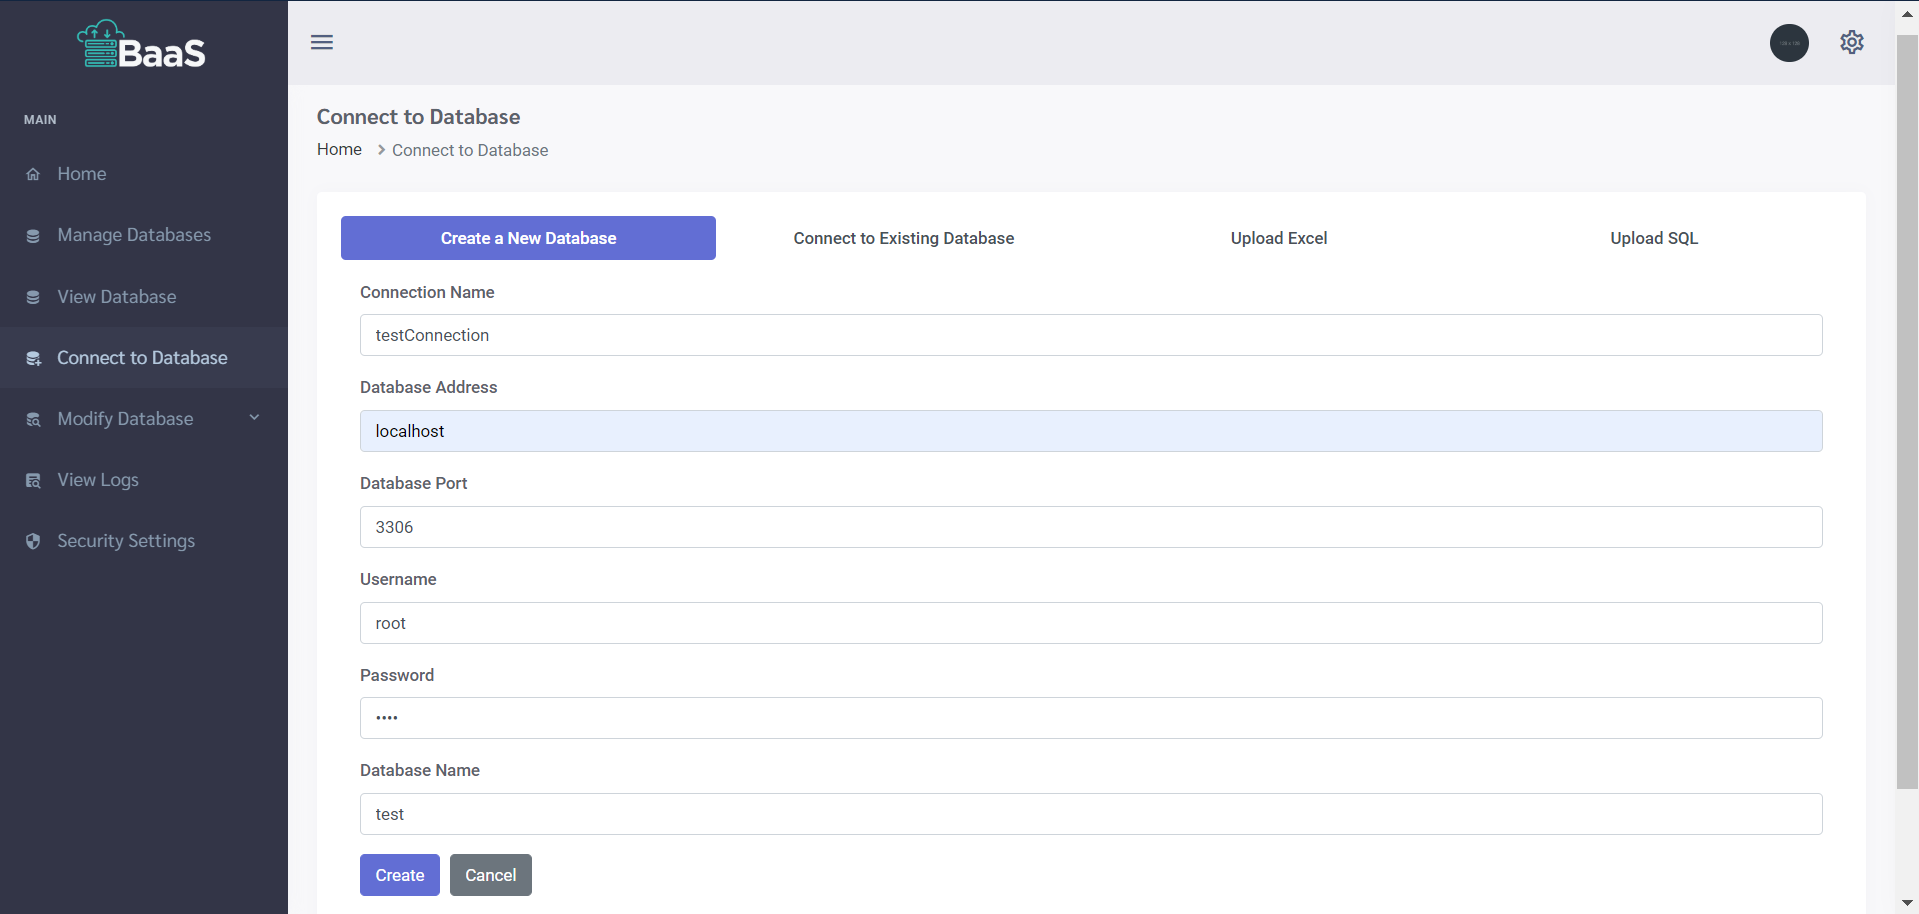 BaaS
MAIN
Home
Manage Databases
View Database
Connect to Database
Modify Database
View Logs
Security Settings
Connect to Database
Home > Connect to Database
Create a New Database Connect to Existing Database Upload Excel Upload SQL
Connection Name
testConnection
Database Address
localhost
Database Port
3306
Username
root
Password
••••
Database Name
test
Create Cancel